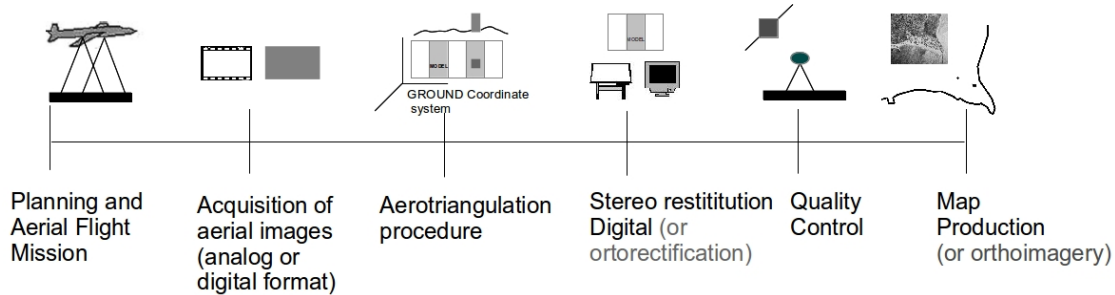 MODEL
GROUND Coordinate
system
MODEL
Planning and
Aerial Flight
Mission
Acquisition of
aerial images
(analog or
digital format)
Aerotriangulation
procedure
Stereo restititution
Digital (or
ortorectification)
Quality
Control
Map
Production
(or orthoimagery)